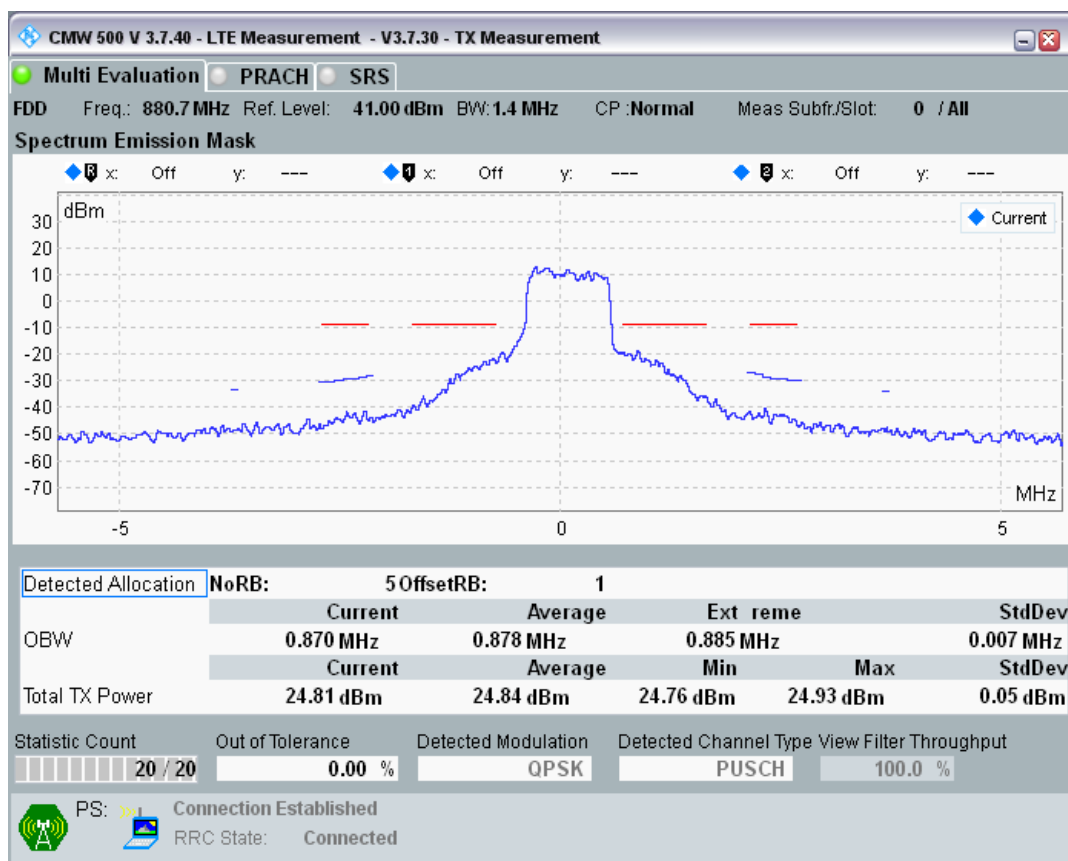 CMW 500 V 3.7.40 - LTE Measurement - V3.7.30 - TX Measurement
Multi Evaluation PRACH SRS
FDD Freq.: 880.7 MHz Ref. Level: 41.00 dBm BW: 1.4 MHz CP :Normal Meas Subfr./Slot: 0 / All
Spectrum Emission Mask
R x: Off y: --- 1 x: Off y: --- 2 x: Off y: ---
dBm
Current
30
20
10
0
-10
-20
-30
-40
-50
-60
-70
MHz
-5 0 5
Detected Allocation NoRB: 5 OffsetRB: 1
Current Average Ext reme StdDev
OBW 0.870 MHz 0.878 MHz 0.885 MHz 0.007 MHz
Current Average Min Max StdDev
Total TX Power 24.81 dBm 24.84 dBm 24.76 dBm 24.93 dBm 0.05 dBm
Statistic Count Out of Tolerance Detected Modulation Detected Channel Type View Filter Throughput
20 / 20 0.00 % QPSK PUSCH 100.0 %
PS: Connection Established
RRC State: Connected